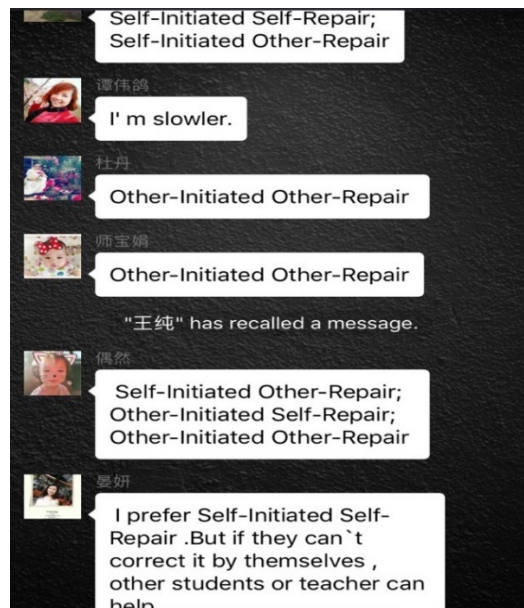 Self-Initiated Self-Repair;
Self-Initiated Other-Repair
谭伟鸽
I' m slowler.
杜丹
Other-Initiated Other-Repair
师宝娟
Other-Initiated Other-Repair
"王纯" has recalled a message.
偶然
Self-Initiated Other-Repair;
Other-Initiated Self-Repair;
Other-Initiated Other-Repair
晏妍
I prefer Self-Initiated Self-
Repair .But if they can`t
correct it by themselves ,
other students or teacher can
help